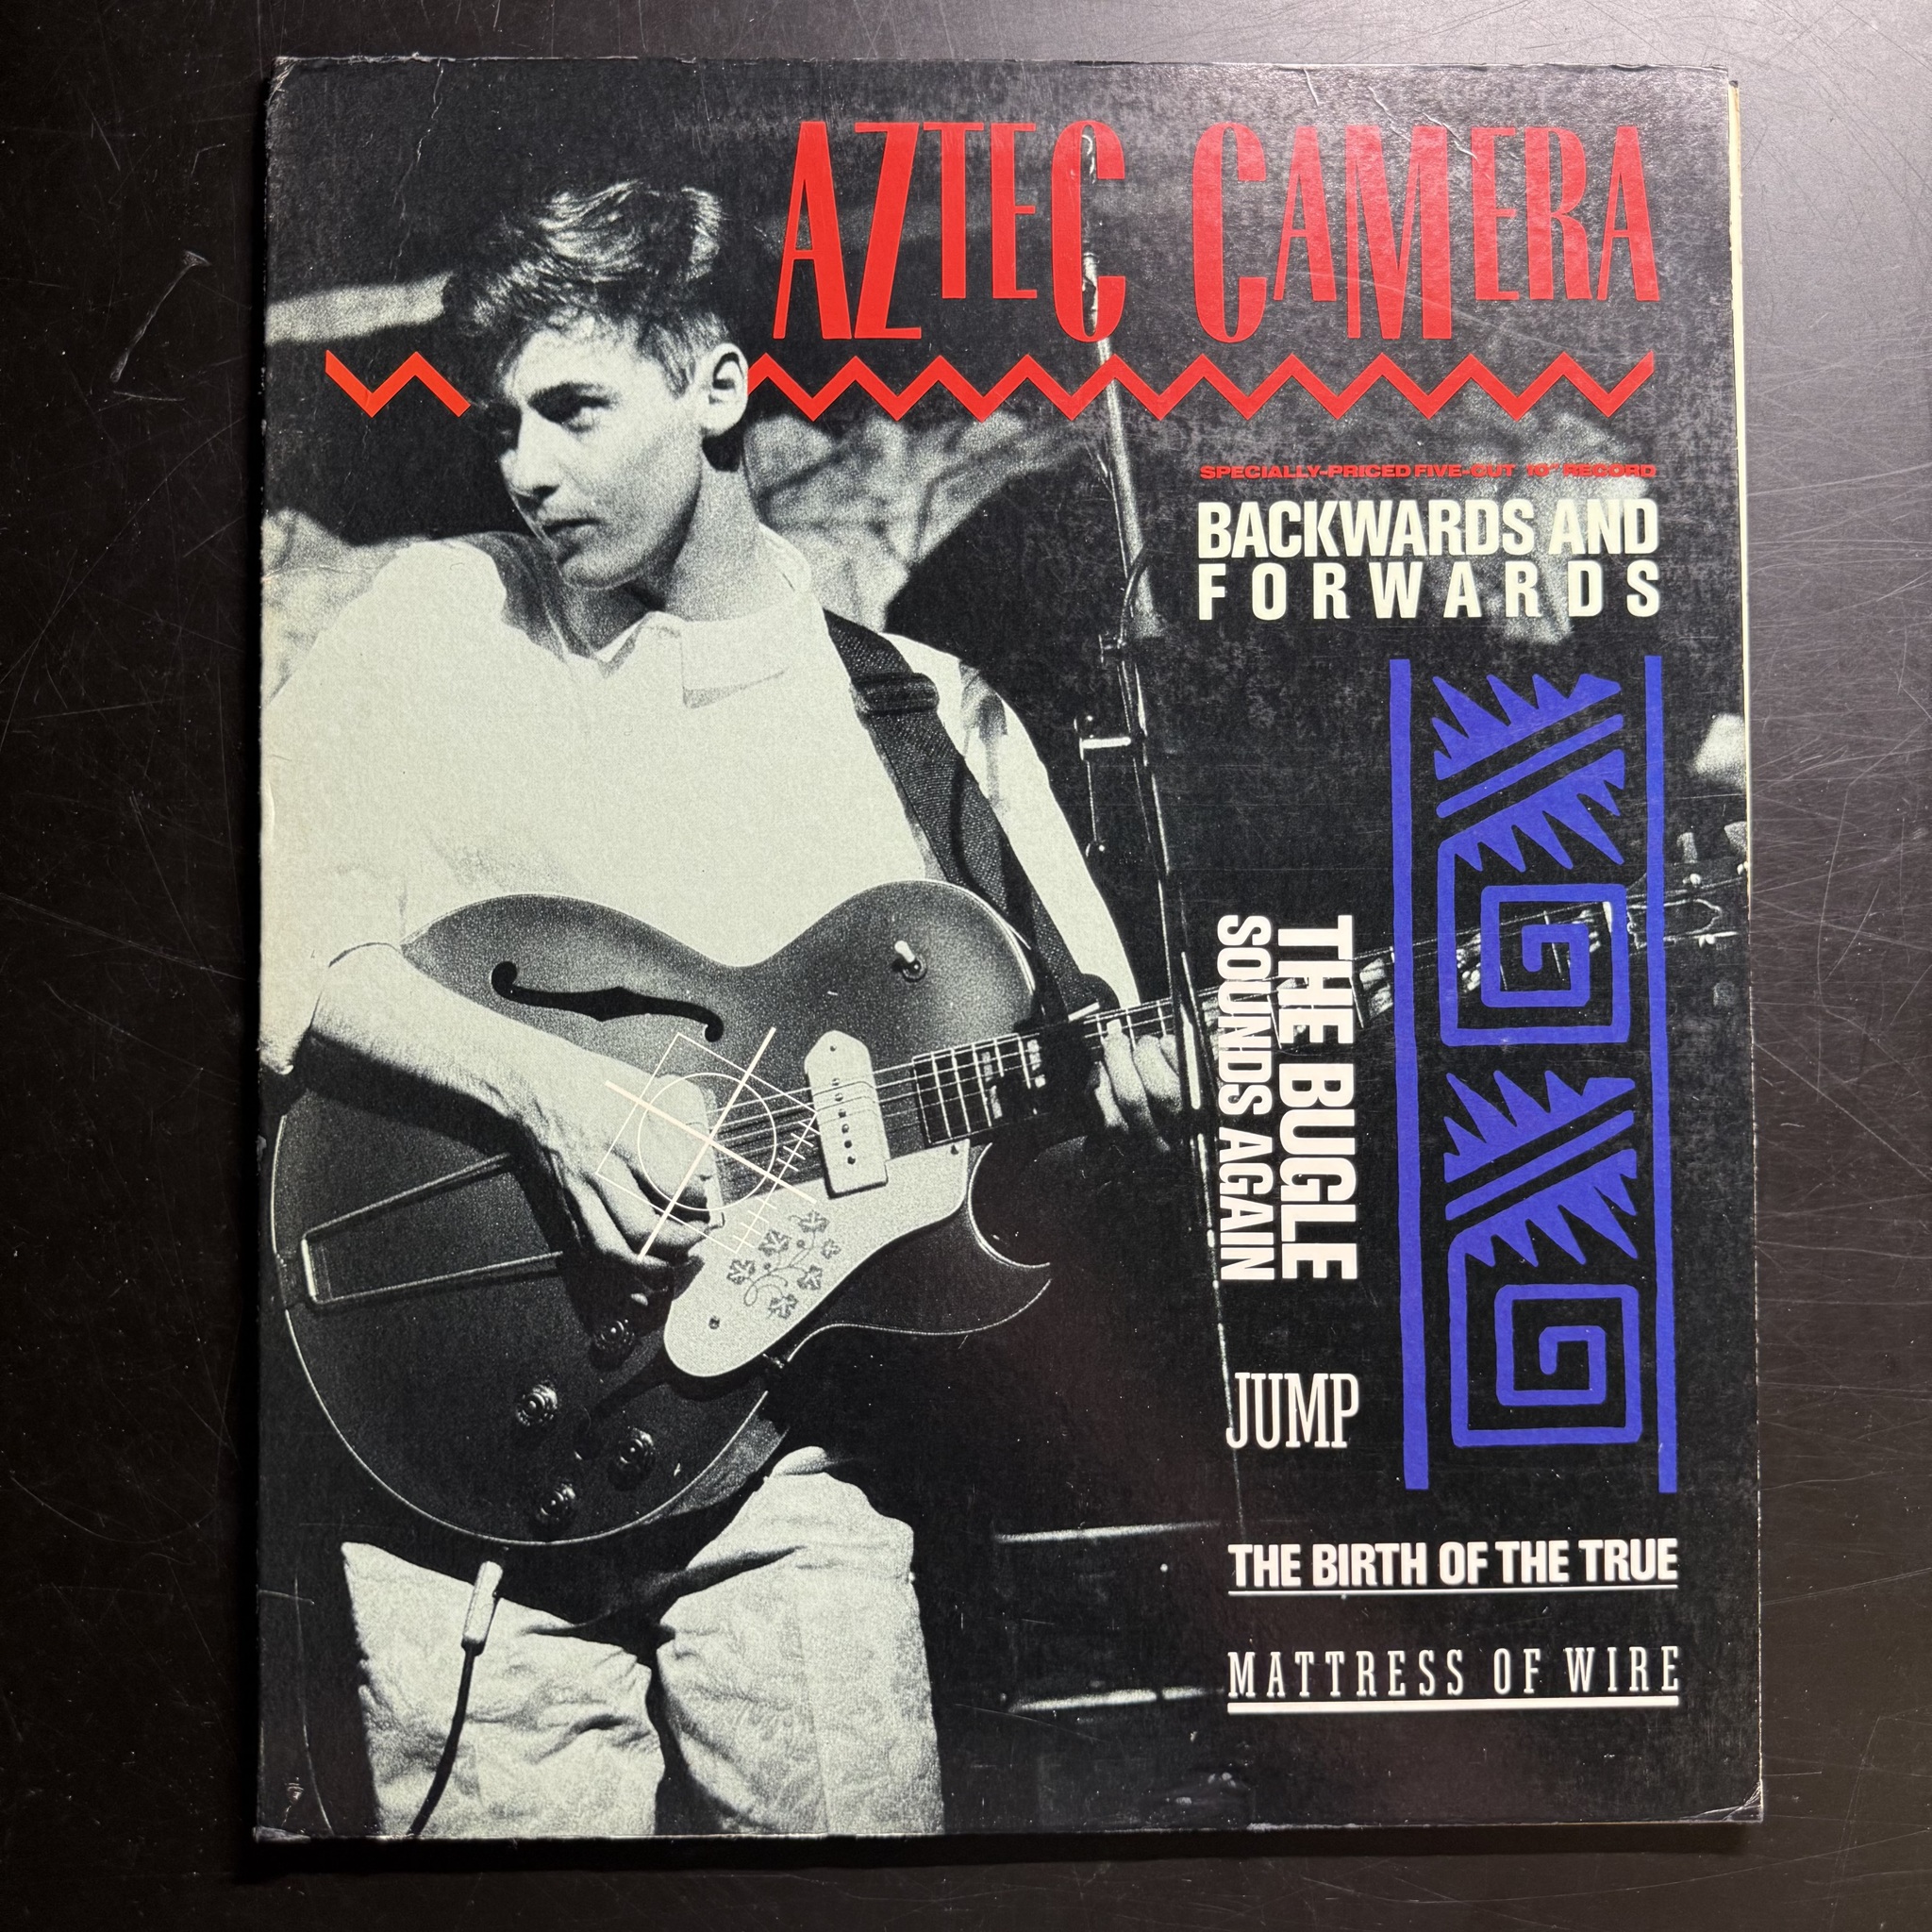 AZTEC CAMERA
SPECIALLY-PRICED FIVE-CUT 10" RECORD
BACKWARDS AND
FORWARDS
THE BUGLE
SOUNDS AGAIN
JUMP
THE BIRTH OF THE TRUE
MATTRESS OF WIRE